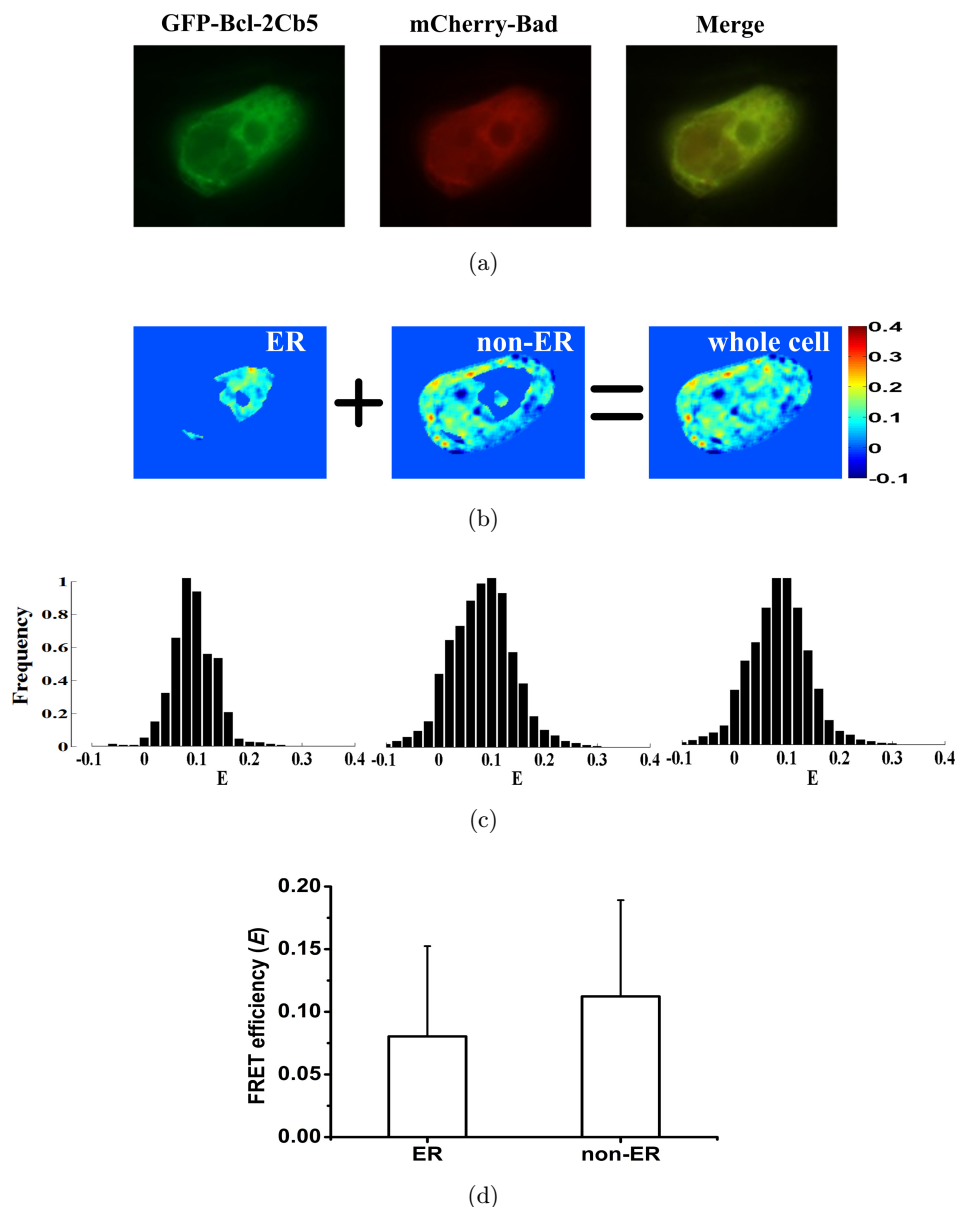 GFP-Bcl-2Cb5 mCherry-Bad Merge
(a)
ER + non-ER = whole cell
0.4
0.3
0.2
0.1
0
-0.1
(b)
Frequency
1
0.8
0.6
0.4
0.2
0
-0.1 0 0.1 0.2 0.3 0.4
E
-0.1 0 0.1 0.2 0.3 0.4
E
-0.1 0 0.1 0.2 0.3 0.4
E
(c)
FRET efficiency (E)
0.20
0.15
0.10
0.05
0.00
ER non-ER
(d)